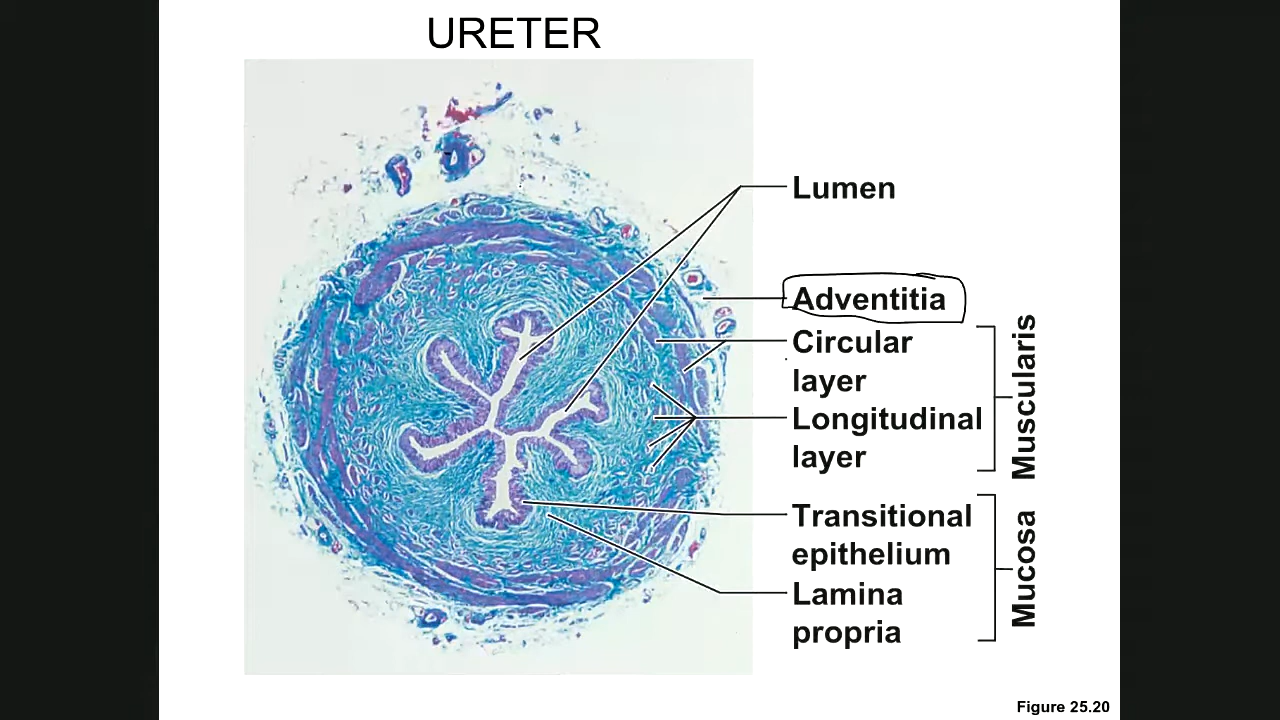 URETER
Lumen
Adventitia
Circular
layer
Longitudinal
layer
Muscularis
Transitional
epithelium
Lamina
propria
Mucosa
Figure 25.20